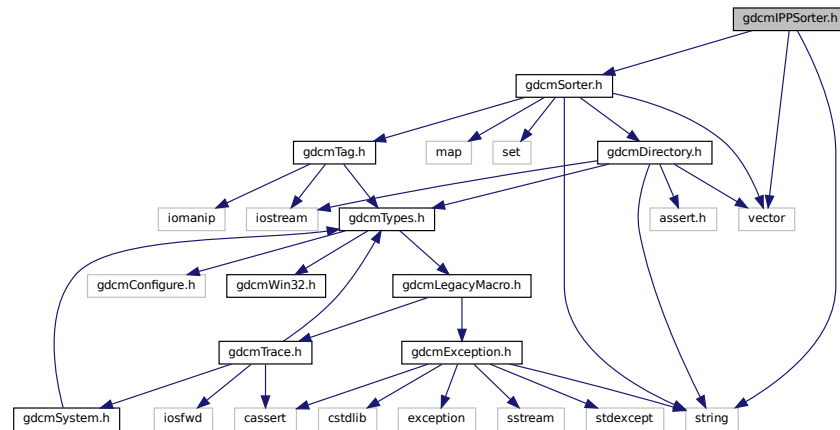 gdcmIPPSorter.h
gdcmSorter.h
gdcmTag.h
map
set
gdcmDirectory.h
iomanip
iostream
gdcmTypes.h
assert.h
vector
gdcmConfigure.h
gdcmWin32.h
gdcmLegacyMacro.h
gdcmTrace.h
gdcmException.h
gdcmSystem.h
iosfwd
cassert
cstdlib
exception
sstream
stdexcept
string